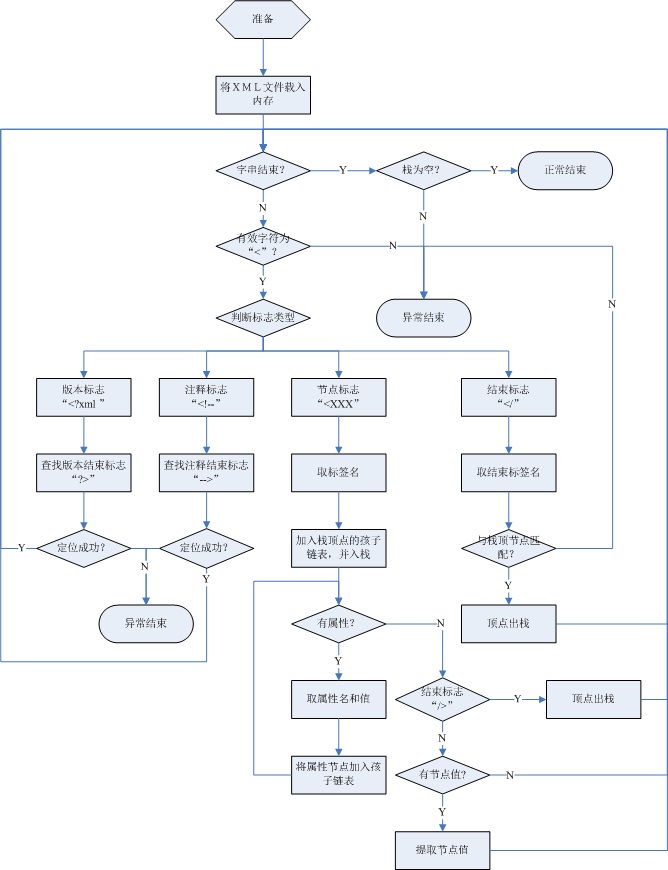 准备
将ＸＭＬ文件载入
内存
字串结束？
Y
栈为空？
Y
正常结束
N
N
有效字符为
“<”？
N
Y
N
判断标志类型
异常结束
版本标志
“<?xml ”
注释标志
“<!--”
节点标志
“<XXX”
结束标志
“</”
查找版本结束标志
“?>”
查找注释结束标志
“-->”
取标签名
取结束标签名
加入栈顶点的孩子
链表，并入栈
Y
定位成功？
定位成功？
与栈顶节点匹
配？
N
Y
Y
异常结束
有属性？
N
顶点出栈
Y
取属性名和值
结束标志
“/>”
Y
顶点出栈
N
将属性节点加入孩
子链表
有节点值？
N
Y
提取节点值